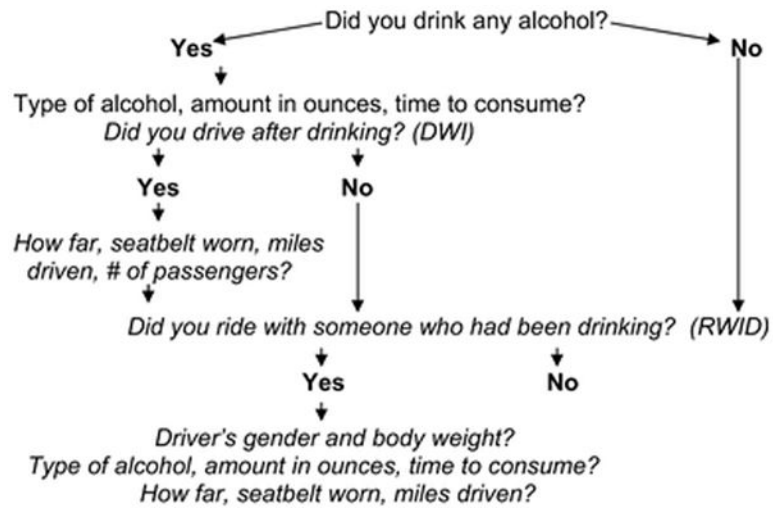 Did you drink any alcohol?
Yes
No
Type of alcohol, amount in ounces, time to consume?
Did you drive after drinking? (DWI)
Yes
No
How far, seatbelt worn, miles
driven, # of passengers?
Did you ride with someone who had been drinking? (RWID)
Yes
No
Driver's gender and body weight?
Type of alcohol, amount in ounces, time to consume?
How far, seatbelt worn, miles driven?